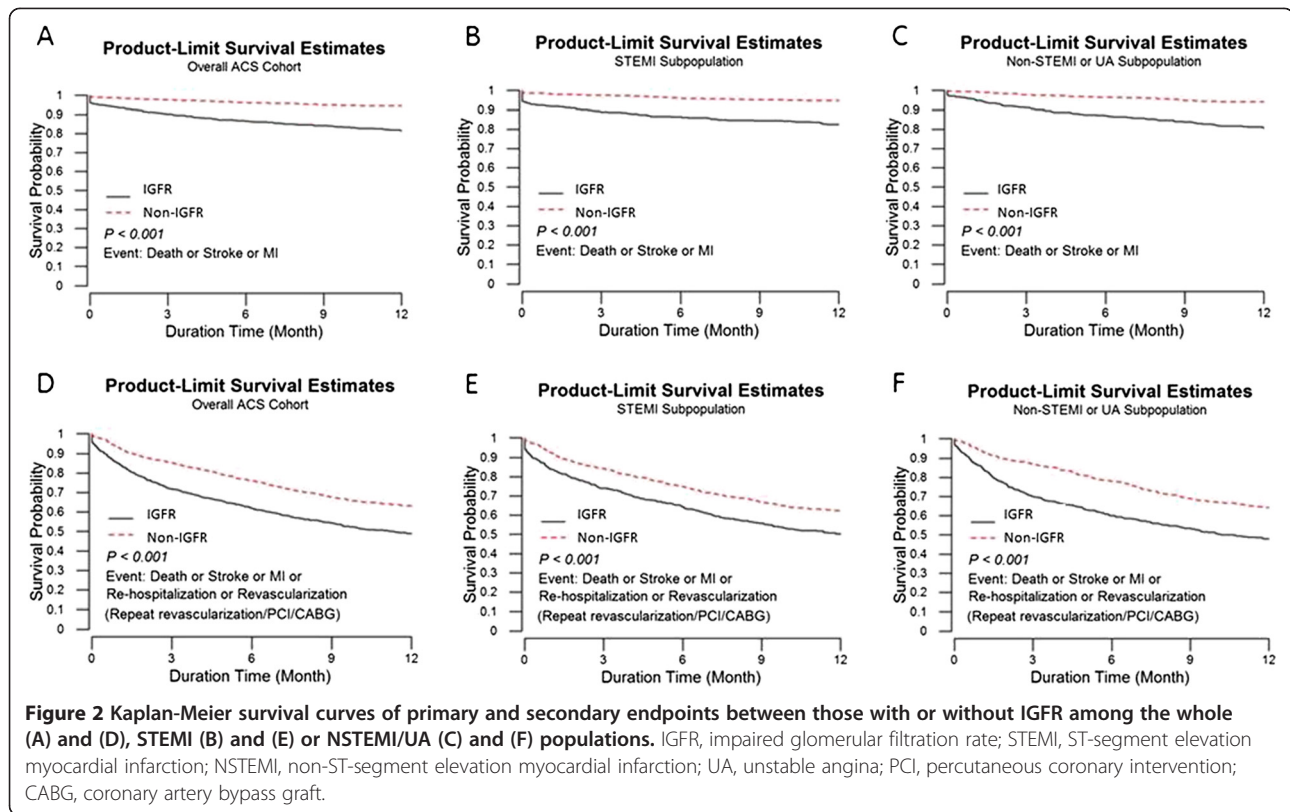 A
Product-Limit Survival Estimates
Overall ACS Cohort
Survival Probability
1
0.9
0.8
0.7
0.6
0.5
0.4
0.3
0.2
0.1
0
IGFR
Non-IGFR
P < 0.001
Event: Death or Stroke or MI
0 3 6 9 12
Duration Time (Month)
B
Product-Limit Survival Estimates
STEMI Subpopulation
Survival Probability
1
0.9
0.8
0.7
0.6
0.5
0.4
0.3
0.2
0.1
0
IGFR
Non-IGFR
P < 0.001
Event: Death or Stroke or MI
0 3 6 9 12
Duration Time (Month)
C
Product-Limit Survival Estimates
Non-STEMI or UA Subpopulation
Survival Probability
1
0.9
0.8
0.7
0.6
0.5
0.4
0.3
0.2
0.1
0
IGFR
Non-IGFR
P < 0.001
Event: Death or Stroke or MI
0 3 6 9 12
Duration Time (Month)
D
Product-Limit Survival Estimates
Overall ACS Cohort
Survival Probability
1
0.9
0.8
0.7
0.6
0.5
0.4
0.3
0.2
0.1
0
IGFR
Non-IGFR
P < 0.001
Event: Death or Stroke or MI or
Re-hospitalization or Revascularization
(Repeat revascularization/PCI/CABG)
0 3 6 9 12
Duration Time (Month)
E
Product-Limit Survival Estimates
STEMI Subpopulation
Survival Probability
1
0.9
0.8
0.7
0.6
0.5
0.4
0.3
0.2
0.1
0
IGFR
Non-IGFR
P < 0.001
Event: Death or Stroke or MI or
Re-hospitalization or Revascularization
(Repeat revascularization/PCI/CABG)
0 3 6 9 12
Duration Time (Month)
F
Product-Limit Survival Estimates
Non-STEMI or UA Subpopulation
Survival Probability
1
0.9
0.8
0.7
0.6
0.5
0.4
0.3
0.2
0.1
0
IGFR
Non-IGFR
P < 0.001
Event: Death or Stroke or MI or
Re-hospitalization or Revascularization
(Repeat revascularization/PCI/CABG)
0 3 6 9 12
Duration Time (Month)
Figure 2 Kaplan-Meier survival curves of primary and secondary endpoints between those with or without IGFR among the whole
(A) and (D), STEMI (B) and (E) or NSTEMI/UA (C) and (F) populations. IGFR, impaired glomerular filtration rate; STEMI, ST-segment elevation
myocardial infarction; NSTEMI, non-ST-segment elevation myocardial infarction; UA, unstable angina; PCI, percutaneous coronary intervention;
CABG, coronary artery bypass graft.